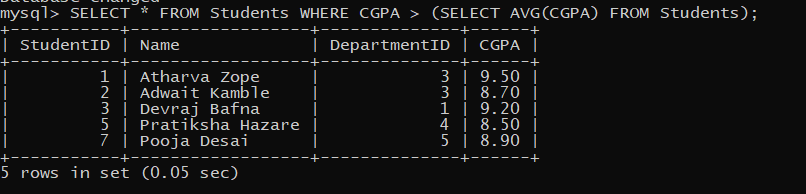 Database changed
mysql> SELECT * FROM Students WHERE CGPA > (SELECT AVG(CGPA) FROM Students);
+-----------+------------------+--------------+------+
| StudentID | Name             | DepartmentID | CGPA |
+-----------+------------------+--------------+------+
|         1 | Atharva Zope     |            3 | 9.50 |
|         2 | Adwait Kamble    |            3 | 8.70 |
|         3 | Devraj Bafna     |            1 | 9.20 |
|         5 | Pratiksha Hazare |            4 | 8.50 |
|         7 | Pooja Desai      |            5 | 8.90 |
+-----------+------------------+--------------+------+
5 rows in set (0.05 sec)